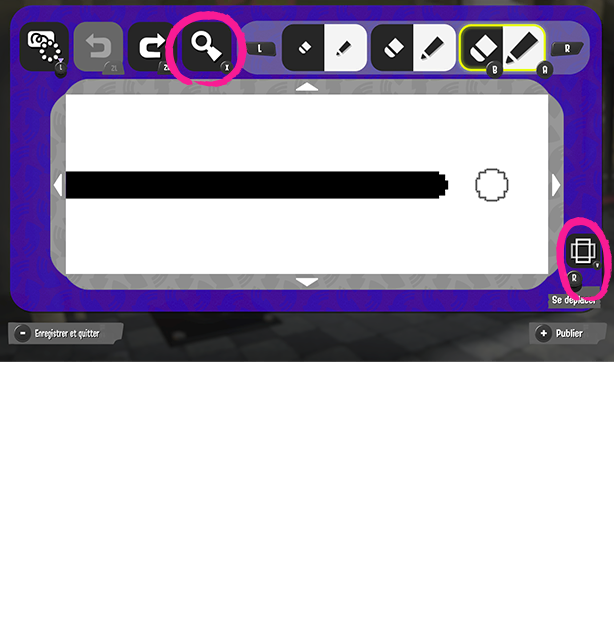 L
ZL
ZR
X
L
B
A
R
Y
R
Se déplacer
- Enregistrer et quitter
+ Publier